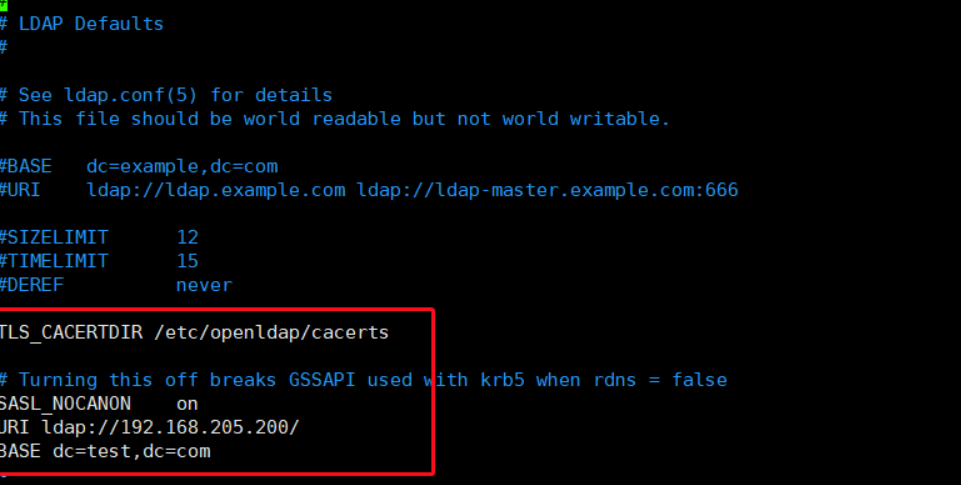 #
# LDAP Defaults
#
# See ldap.conf(5) for details
# This file should be world readable but not world writable.
#BASE   dc=example,dc=com
#URI    ldap://ldap.example.com ldap://ldap-master.example.com:666
#SIZELIMIT      12
#TIMELIMIT      15
#DEREF          never
TLS_CACERTDIR /etc/openldap/cacerts
# Turning this off breaks GSSAPI used with krb5 when rdns = false
SASL_NOCANON    on
URI ldap://192.168.205.200/
BASE dc=test,dc=com